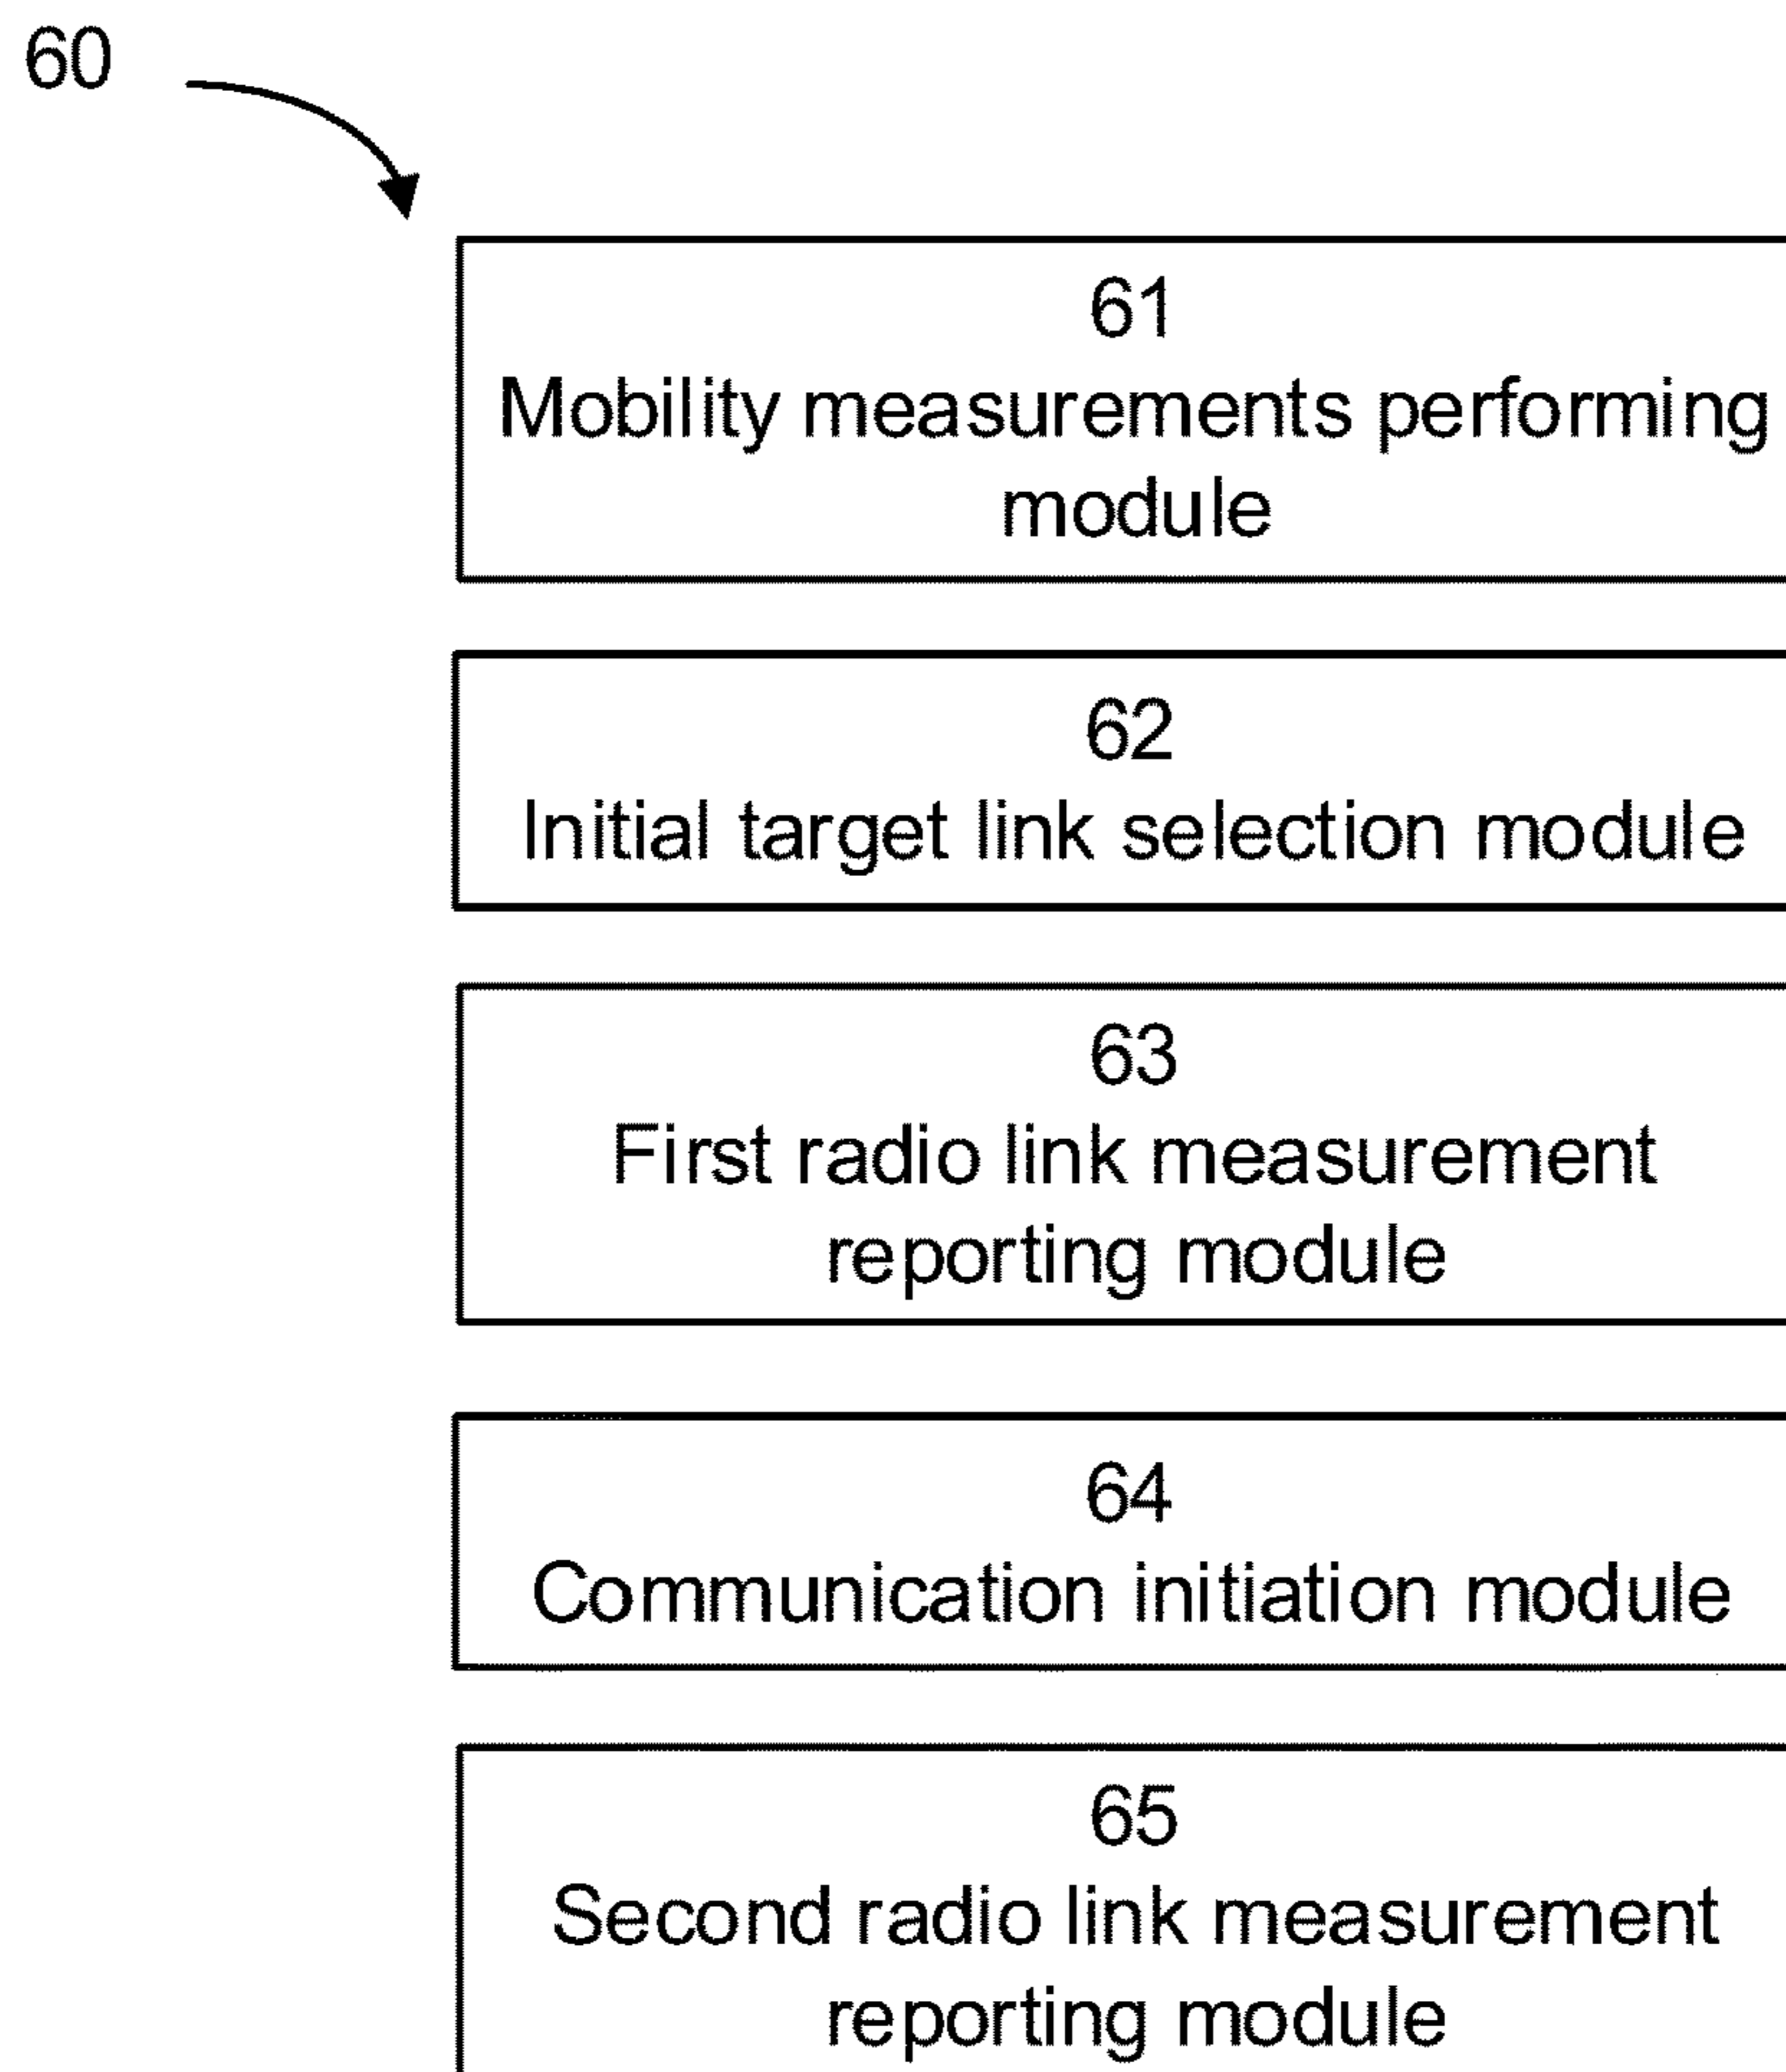 60
61
Mobility measurements performing
module
62
Initial target link selection module
63
First radio link measurement
reporting module
64
Communication initiation module
65
Second radio link measurement
reporting module